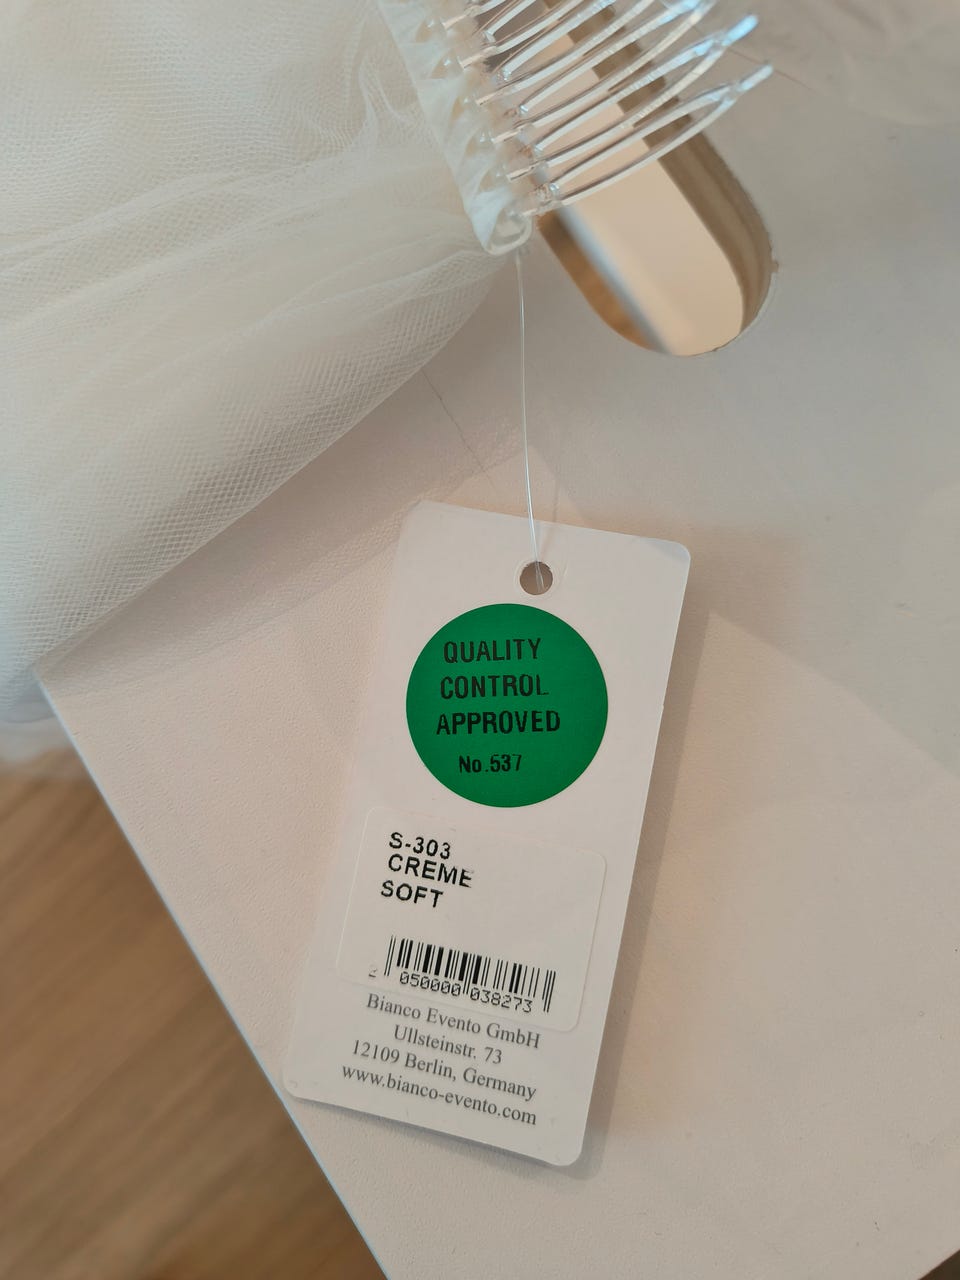 QUALITY
CONTROL
APPROVED
No.537
S-303
CREME
SOFT
2 050000 038273
Bianco Evento GmbH
Ullsteinstr. 73
12109 Berlin, Germany
www.bianco-evento.com